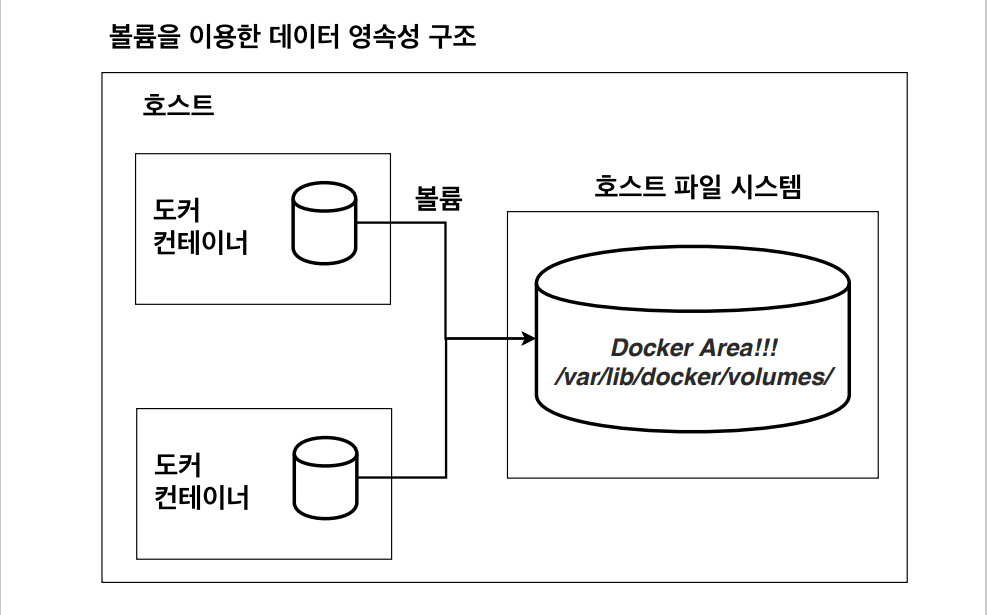 볼륨을 이용한 데이터 영속성 구조
호스트
도커
컨테이너
볼륨
호스트 파일 시스템
Docker Area!!!
/var/lib/docker/volumes/
도커
컨테이너